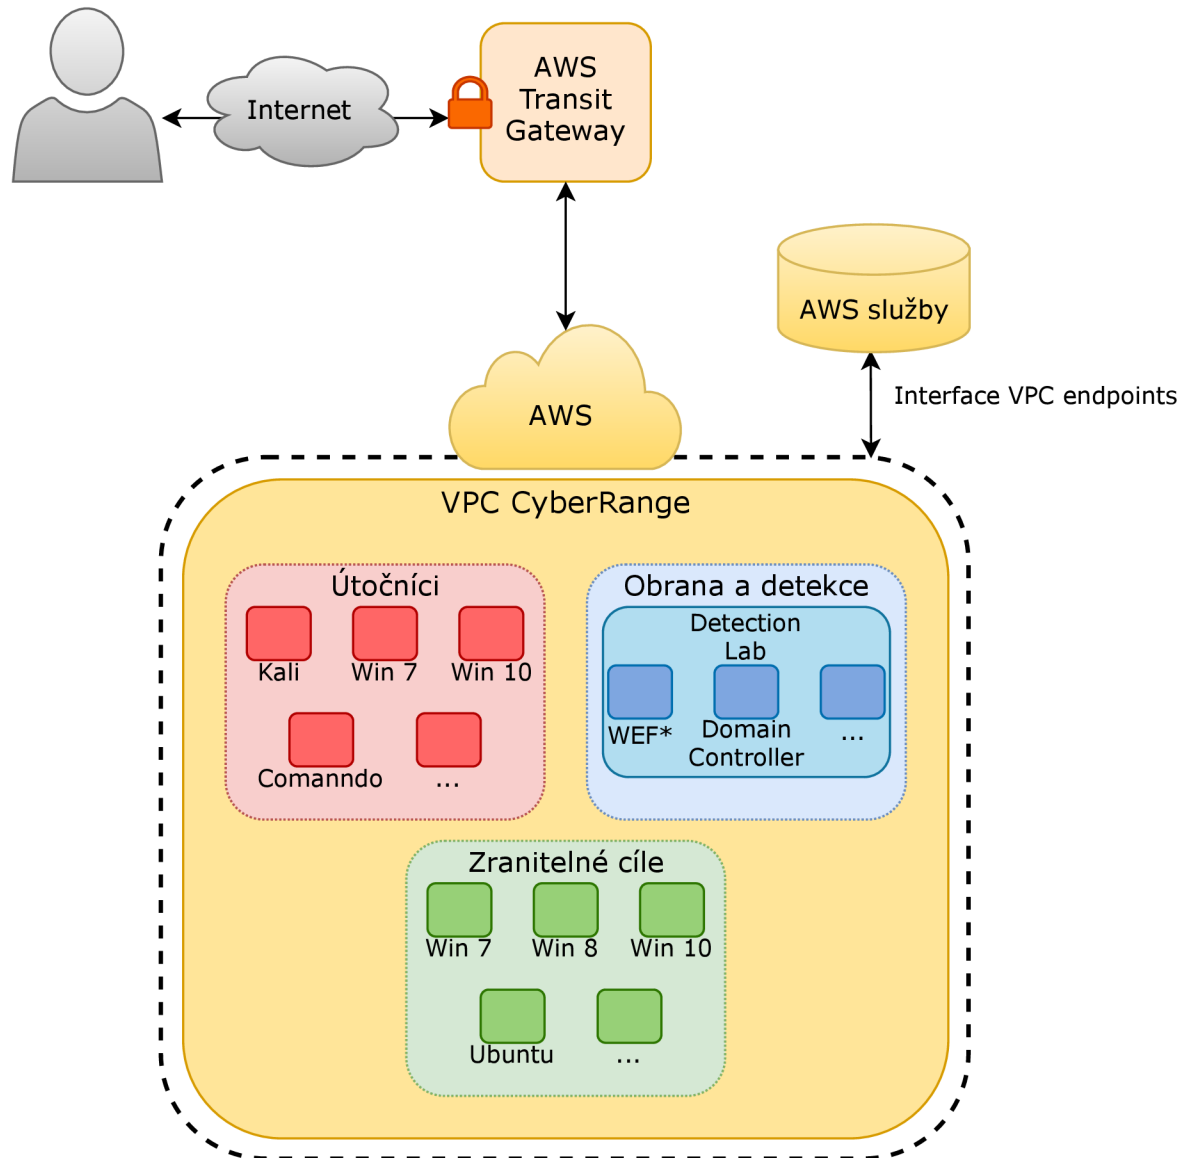 Internet
AWS
Transit
Gateway
AWS služby
Interface VPC endpoints
AWS
VPC CyberRange
Útočníci
Kali
Win 7
Win 10
Comanndo
...
Obrana a detekce
Detection
Lab
WEF*
Domain
Controller
...
Zranitelné cíle
Win 7
Win 8
Win 10
Ubuntu
...